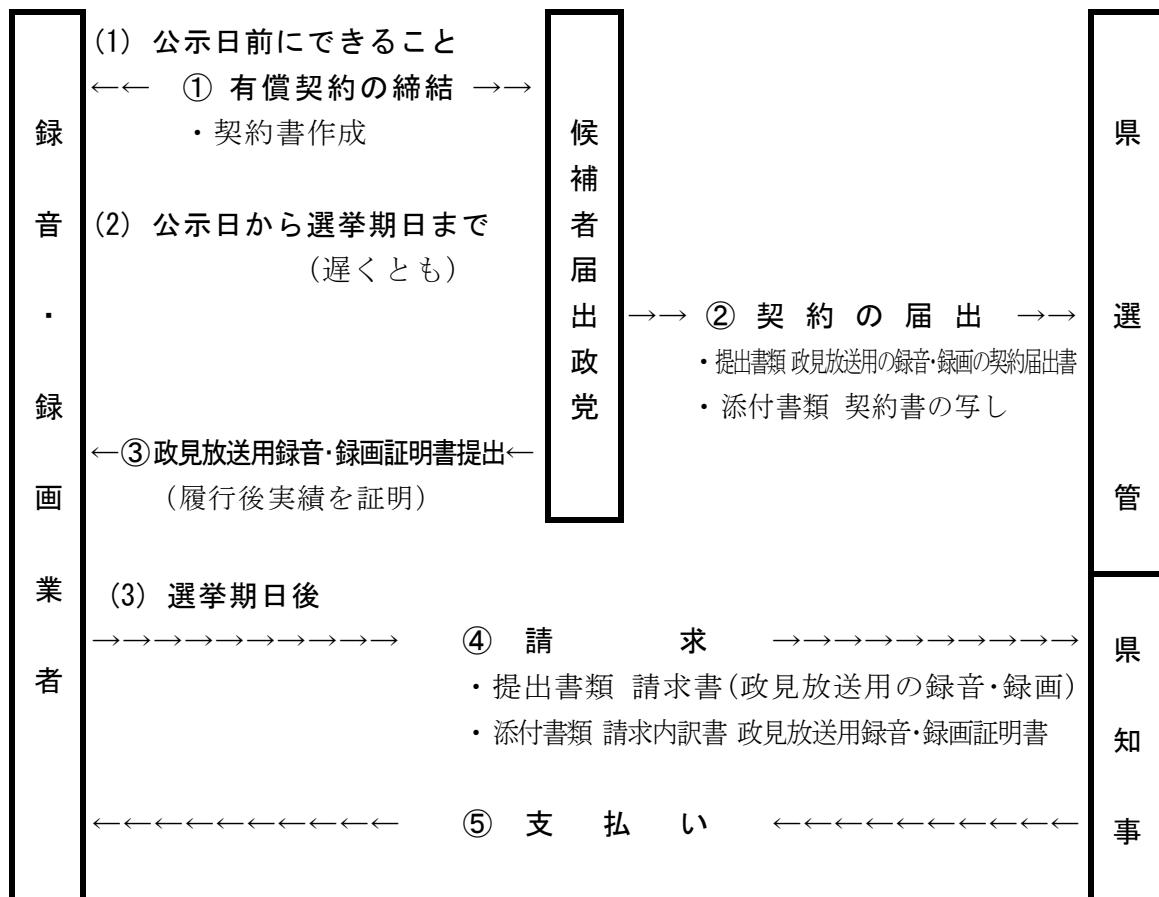 録音・録画業者
(1) 公示日前にできること
←← ① 有償契約の締結 →→
・契約書作成
(2) 公示日から選挙期日まで
(遅くとも)
←③政見放送用録音・録画証明書提出←
(履行後実績を証明)
候補者届出政党
→→ ② 契約の届出 →→
・提出書類 政見放送用の録音・録画の契約届出書
・添付書類 契約書の写し
県選管
(3) 選挙期日後
→→→→→→→→→→ ④ 請求 →→→→→→→→→→
・提出書類 請求書(政見放送用の録音・録画)
・添付書類 請求内訳書 政見放送用録音・録画証明書
←←←←←←←←←← ⑤ 支払い ←←←←←←←←←←
県知事